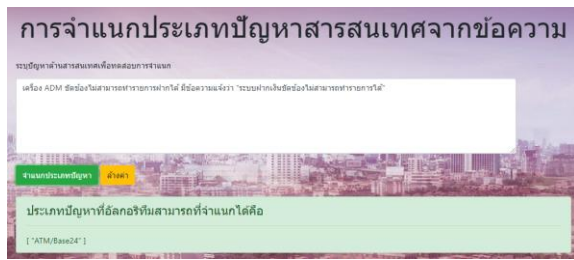 การจำแนกประเภทปัญหาสารสนเทศจากข้อความ
ระบุปัญหาด้านสารสนเทศเพื่อทดสอบการจำแนก
เครื่อง ADM ขัดข้องไม่สามารถทำรายการฝากได้ มีข้อความแจ้งว่า "ระบบฝากเงินขัดข้องไม่สามารถทำรายการได้"
จำแนกประเภทปัญหา ล้างค่า
ประเภทปัญหาที่อัลกอริทึมสามารถที่จำแนกได้คือ
[ "ATM/Base24" ]